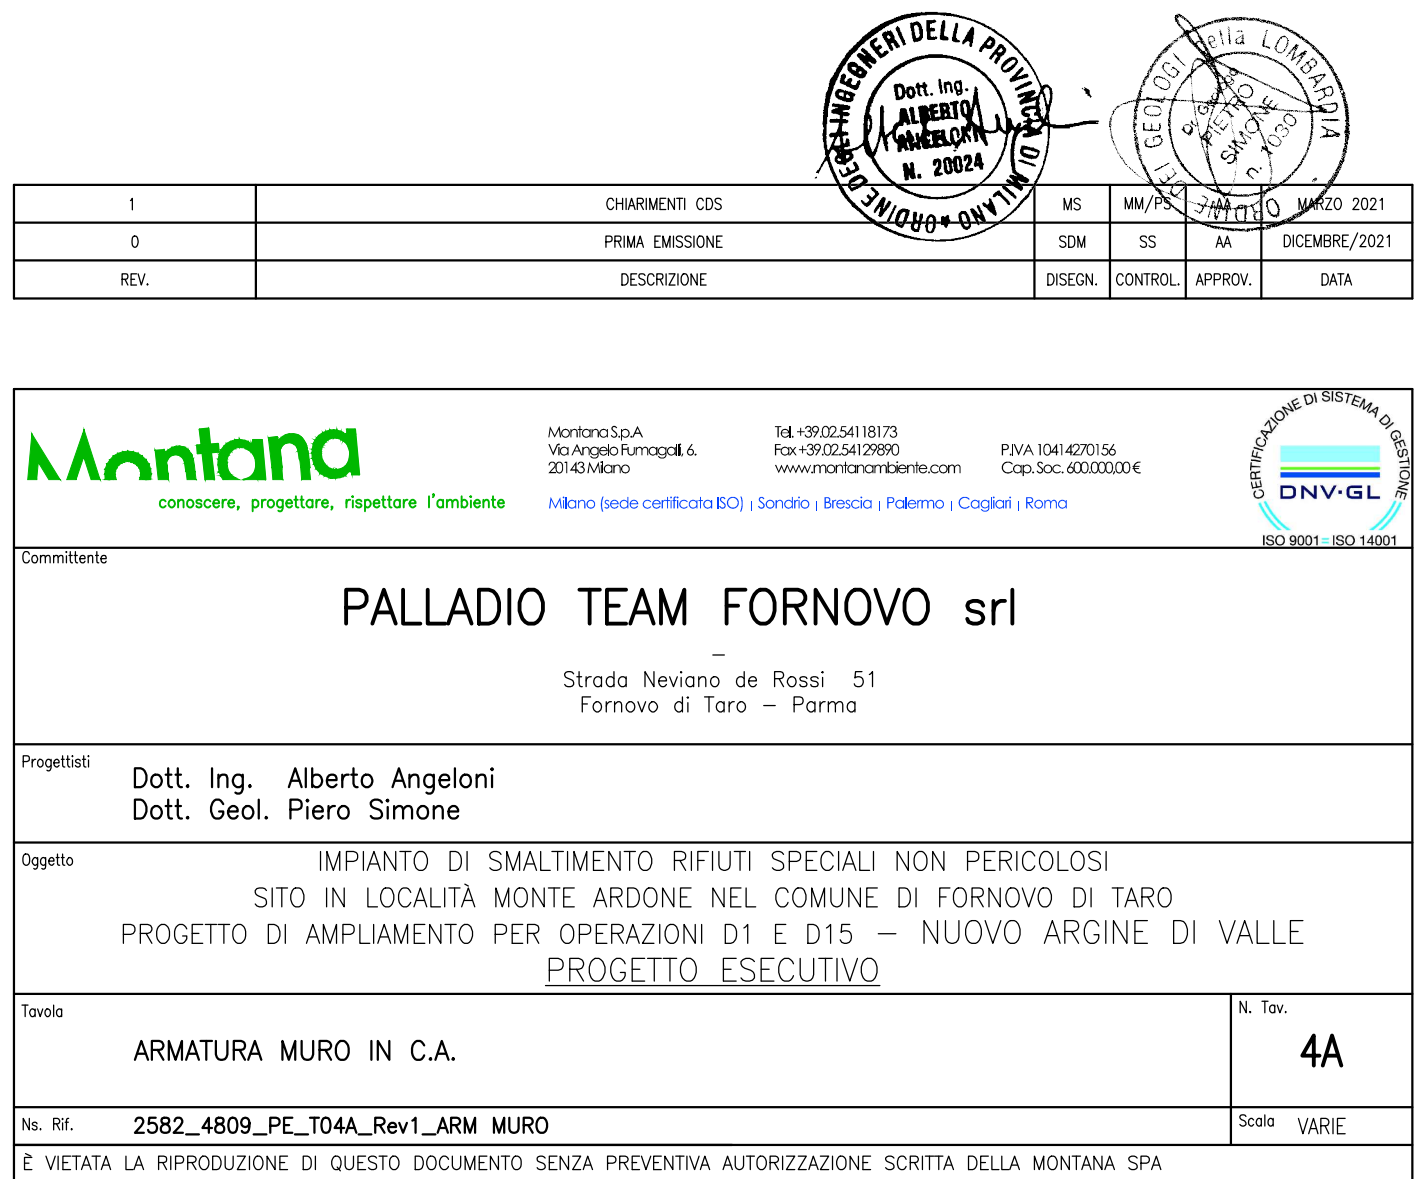 ORDINE DEGLI INGEGNERI DELLA PROVINCIA DI MILANO
Dott. Ing.
ALBERTO
ANGELONI
N. 20024
ORDINE DEI GEOLOGI della LOMBARDIA
PIETRO
SIMONE
n. 1030
1 CHIARIMENTI CDS MS MM/PS AA MARZO 2021
0 PRIMA EMISSIONE SDM SS AA DICEMBRE/2021
REV. DESCRIZIONE DISEGN. CONTROL. APPROV. DATA
Montana
conoscere, progettare, rispettare l'ambiente
Montana S.p.A Tel. +39.02.54118173
Via Angelo Fumagalli, 6. Fax +39.02.54129890 P.IVA 10414270156
20143 Milano www.montanambiente.com Cap. Soc. 600.000,00 €
Milano (sede certificata ISO) | Sondrio | Brescia | Palermo | Cagliari | Roma
CERTIFICAZIONE DI SISTEMA DI GESTIONE
DNV·GL
ISO 9001 = ISO 14001
Committente
PALLADIO TEAM FORNOVO srl
–
Strada Neviano de Rossi 51
Fornovo di Taro – Parma
Progettisti
Dott. Ing. Alberto Angeloni
Dott. Geol. Piero Simone
Oggetto
IMPIANTO DI SMALTIMENTO RIFIUTI SPECIALI NON PERICOLOSI
SITO IN LOCALITÀ MONTE ARDONE NEL COMUNE DI FORNOVO DI TARO
PROGETTO DI AMPLIAMENTO PER OPERAZIONI D1 E D15 – NUOVO ARGINE DI VALLE
PROGETTO ESECUTIVO
Tavola
ARMATURA MURO IN C.A.
N. Tav.
4A
Ns. Rif. 2582_4809_PE_T04A_Rev1_ARM MURO
Scala VARIE
È VIETATA LA RIPRODUZIONE DI QUESTO DOCUMENTO SENZA PREVENTIVA AUTORIZZAZIONE SCRITTA DELLA MONTANA SPA